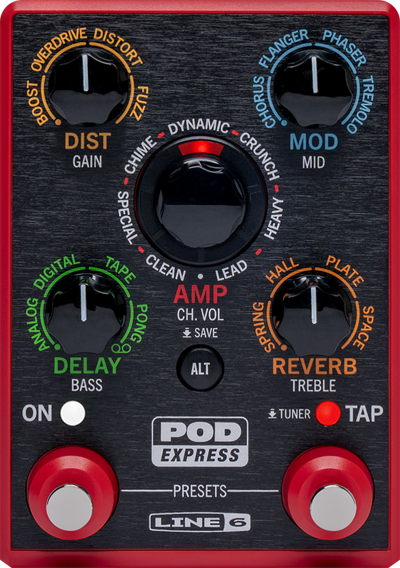 BOOST OVERDRIVE DISTORT FUZZ
DIST
GAIN
CHORUS FLANGER PHASER TREMOLO
MOD
MID
CLEAN SPECIAL CHIME DYNAMIC CRUNCH HEAVY LEAD
AMP
CH. VOL
SAVE
ALT
ANALOG DIGITAL TAPE PONG
DELAY
BASS
SPRING HALL PLATE SPACE
REVERB
TREBLE
ON
TUNER TAP
POD
EXPRESS
PRESETS
LINE 6